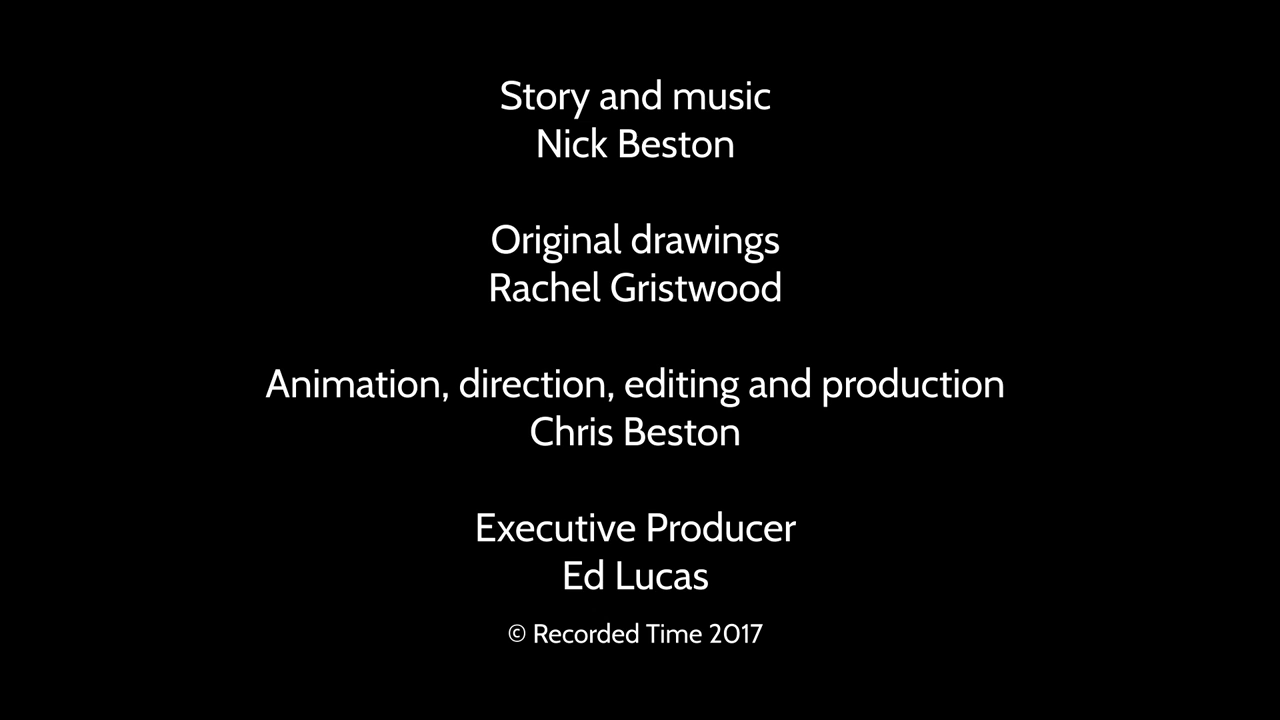 Story and music
Nick Beston
Original drawings
Rachel Gristwood
Animation, direction, editing and production
Chris Beston
Executive Producer
Ed Lucas
© Recorded Time 2017